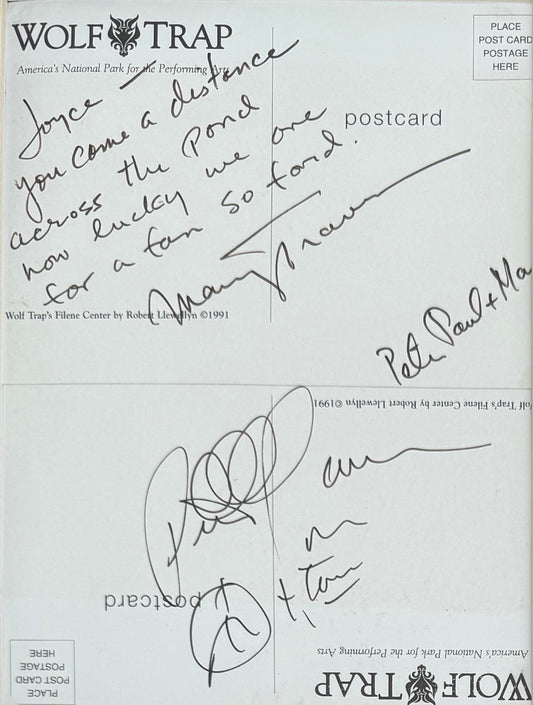 WOLF TRAP
America's National Park for the Performing Arts
PLACE
POST CARD
POSTAGE
HERE
postcard
Joyce —
you come a distance
across the Pond
how lucky we are
for a fan so fond.
Mary Travers
Wolf Trap's Filene Center by Robert Llewellyn ©1991
Peter Paul + Ma
olf Trap's Filene Center by Robert Llewellyn ©1991
postcard
America's National Park for the Performing Arts
WOLF TRAP
PLACE
POST CARD
POSTAGE
HERE